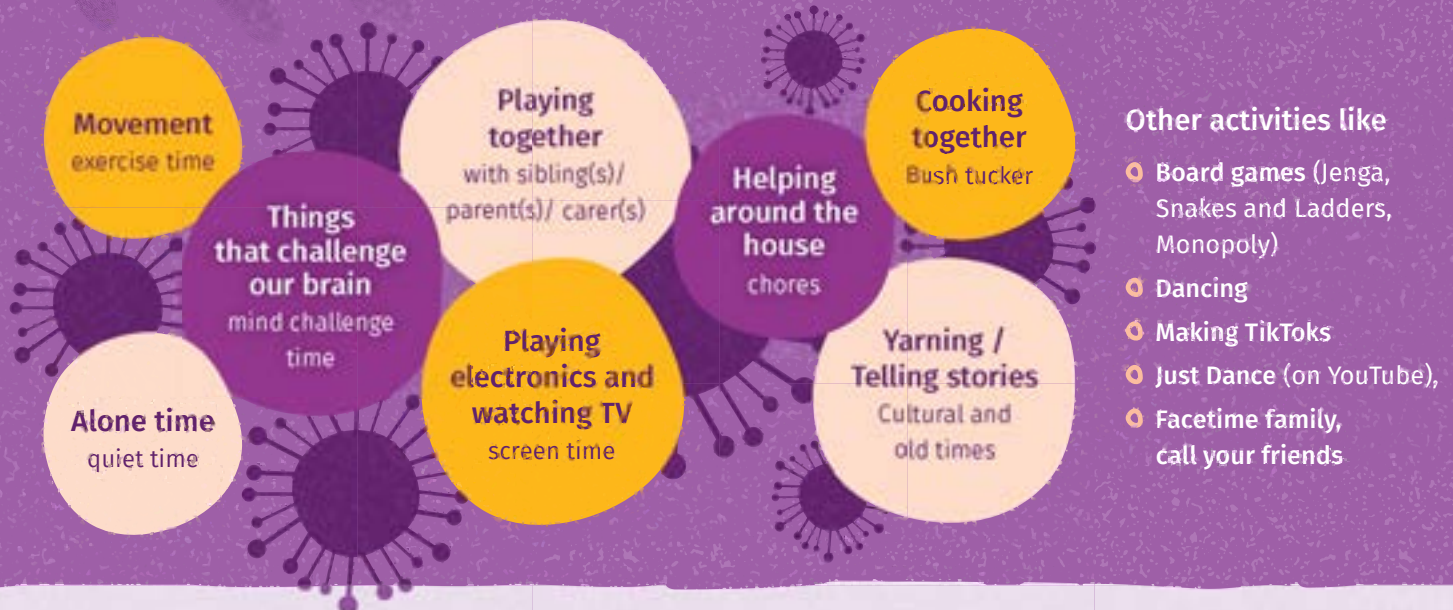 Movement
exercise time
Things
that challenge
our brain
mind challenge
time
Alone time
quiet time
Playing
together
with sibling(s)/
parent(s)/ carer(s)
Playing
electronics and
watching TV
screen time
Helping
around the
house
chores
Cooking
together
Bush tucker
Yarning /
Telling stories
Cultural and
old times
Other activities like
Board games (Jenga,
Snakes and Ladders,
Monopoly)
Dancing
Making TikToks
Just Dance (on YouTube),
Facetime family,
call your friends